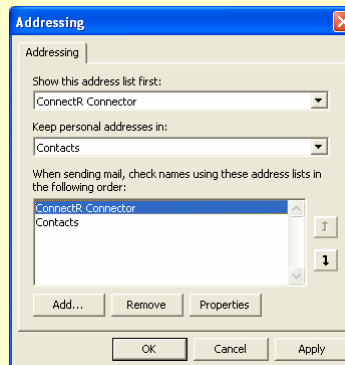 Addressing
Addressing
Show this address list first:
ConnectR Connector
Keep personal addresses in:
Contacts
When sending mail, check names using these address lists in
the following order:
ConnectR Connector
Contacts
Add... Remove Properties
OK Cancel Apply